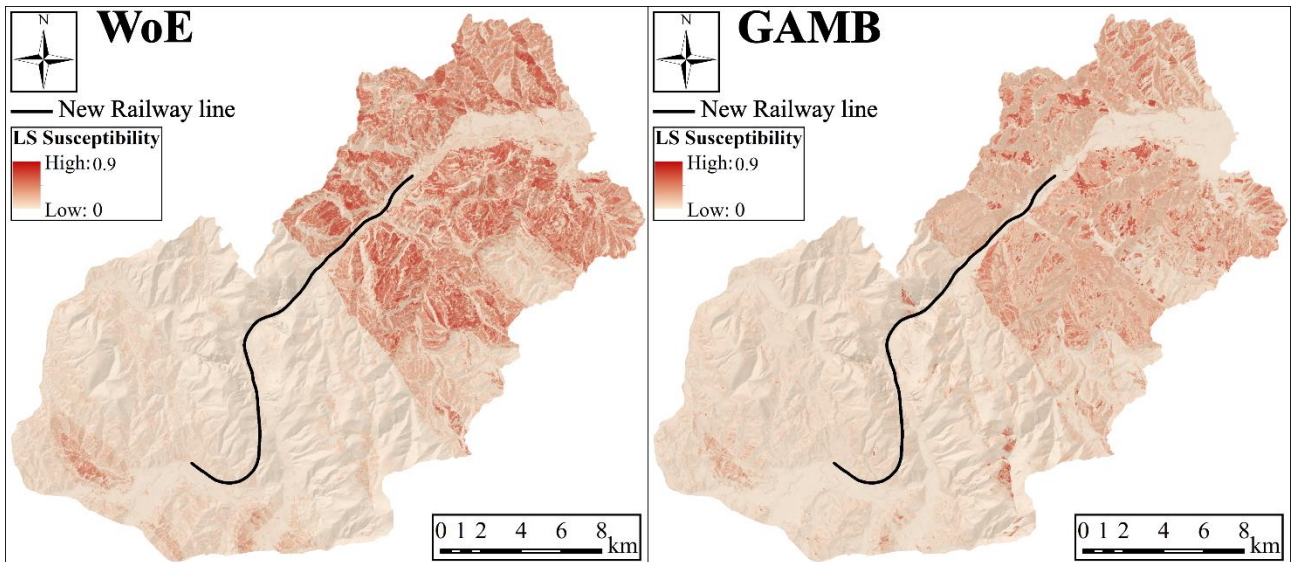 WoE
N
New Railway line
LS Susceptibility
High: 0.9
Low: 0
0 1 2 4 6 8
km
GAMB
N
New Railway line
LS Susceptibility
High: 0.9
Low: 0
0 1 2 4 6 8
km